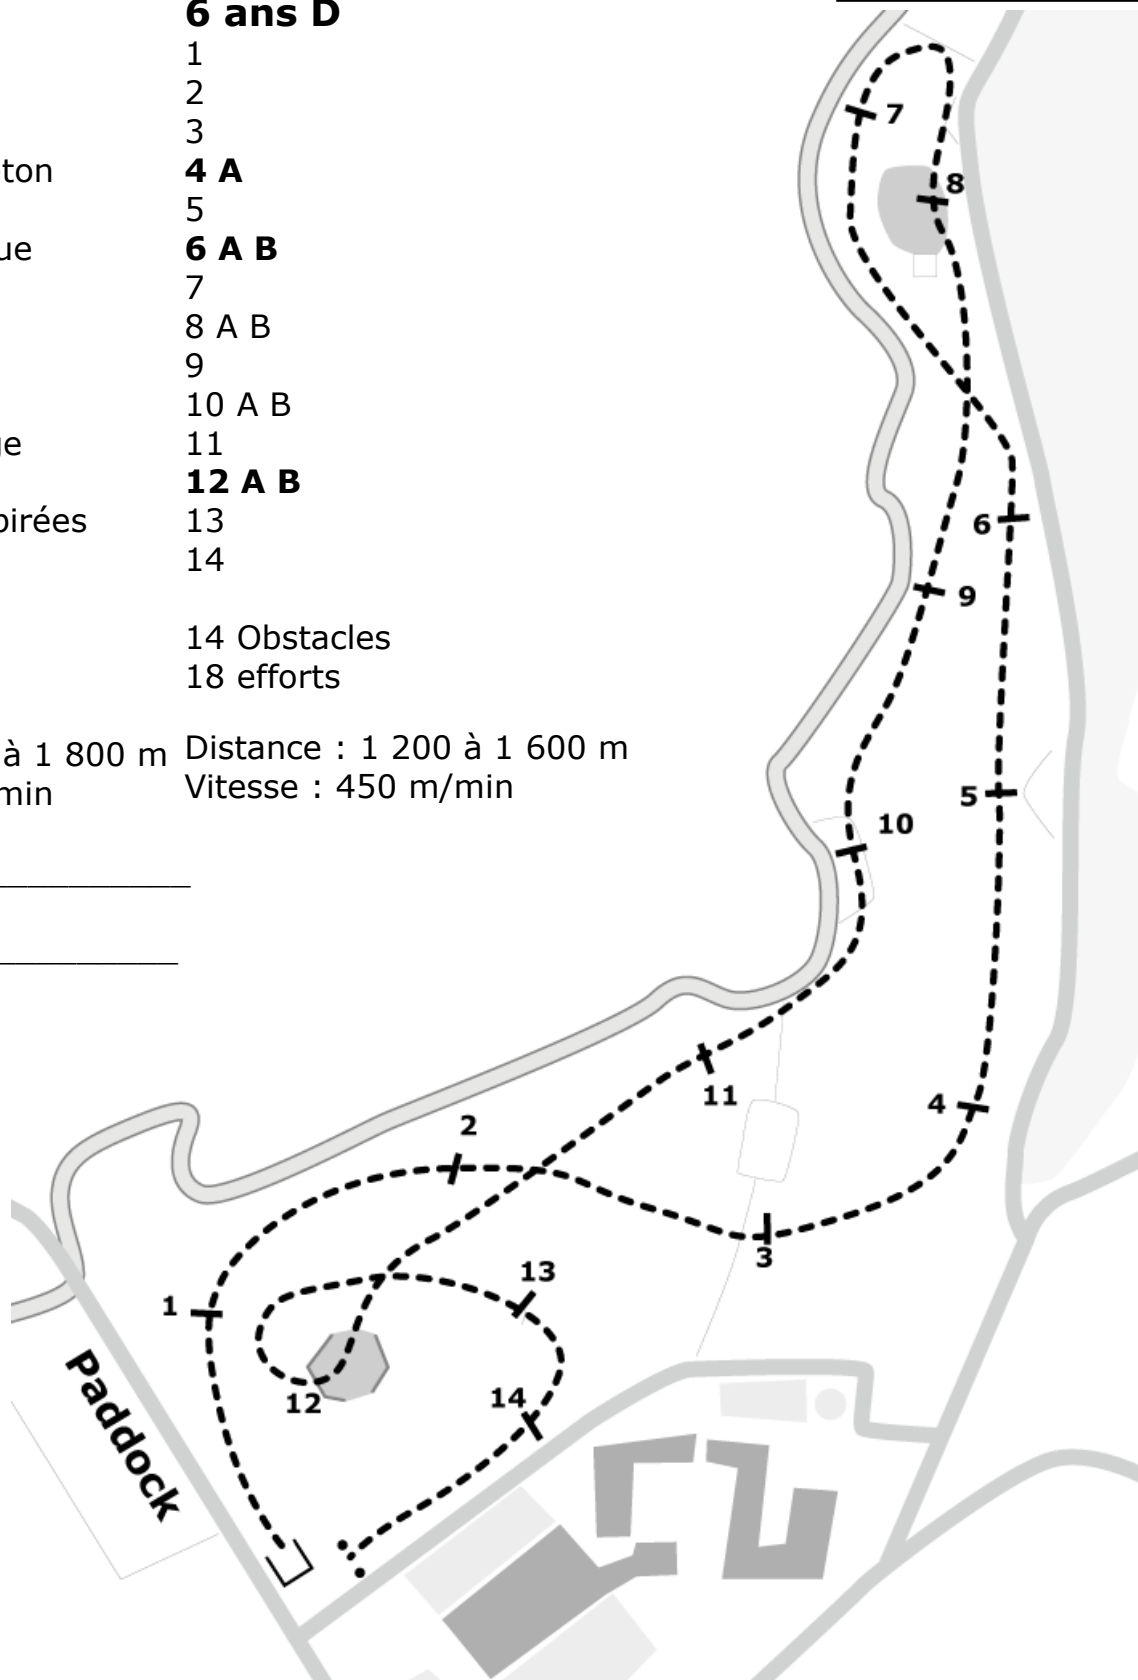 6 ans D
1
2
3
ton 4 A
5
ue 6 A B
7
8 A B
9
10 A B
ge 11
12 A B
oirées 13
14
14 Obstacles
18 efforts
à 1 800 m Distance : 1 200 à 1 600 m
min Vitesse : 450 m/min
7
8
6
9
5
10
4
11
2
3
13
1
12
14
Paddock